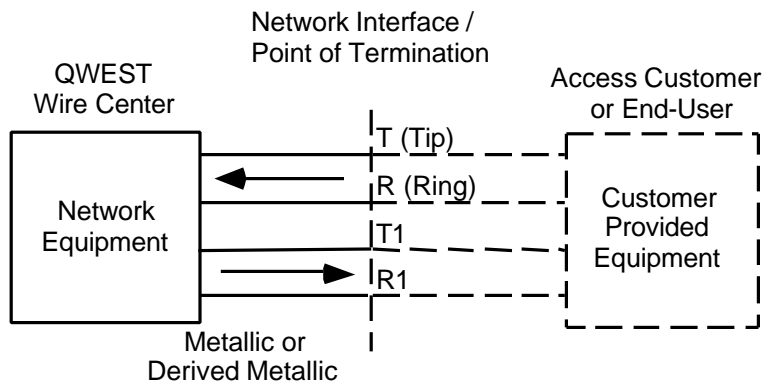 Network Interface /
Point of Termination
QWEST
Wire Center
Access Customer
or End-User
T (Tip)
R (Ring)
T1
R1
Network
Equipment
Customer
Provided
Equipment
Metallic or
Derived Metallic